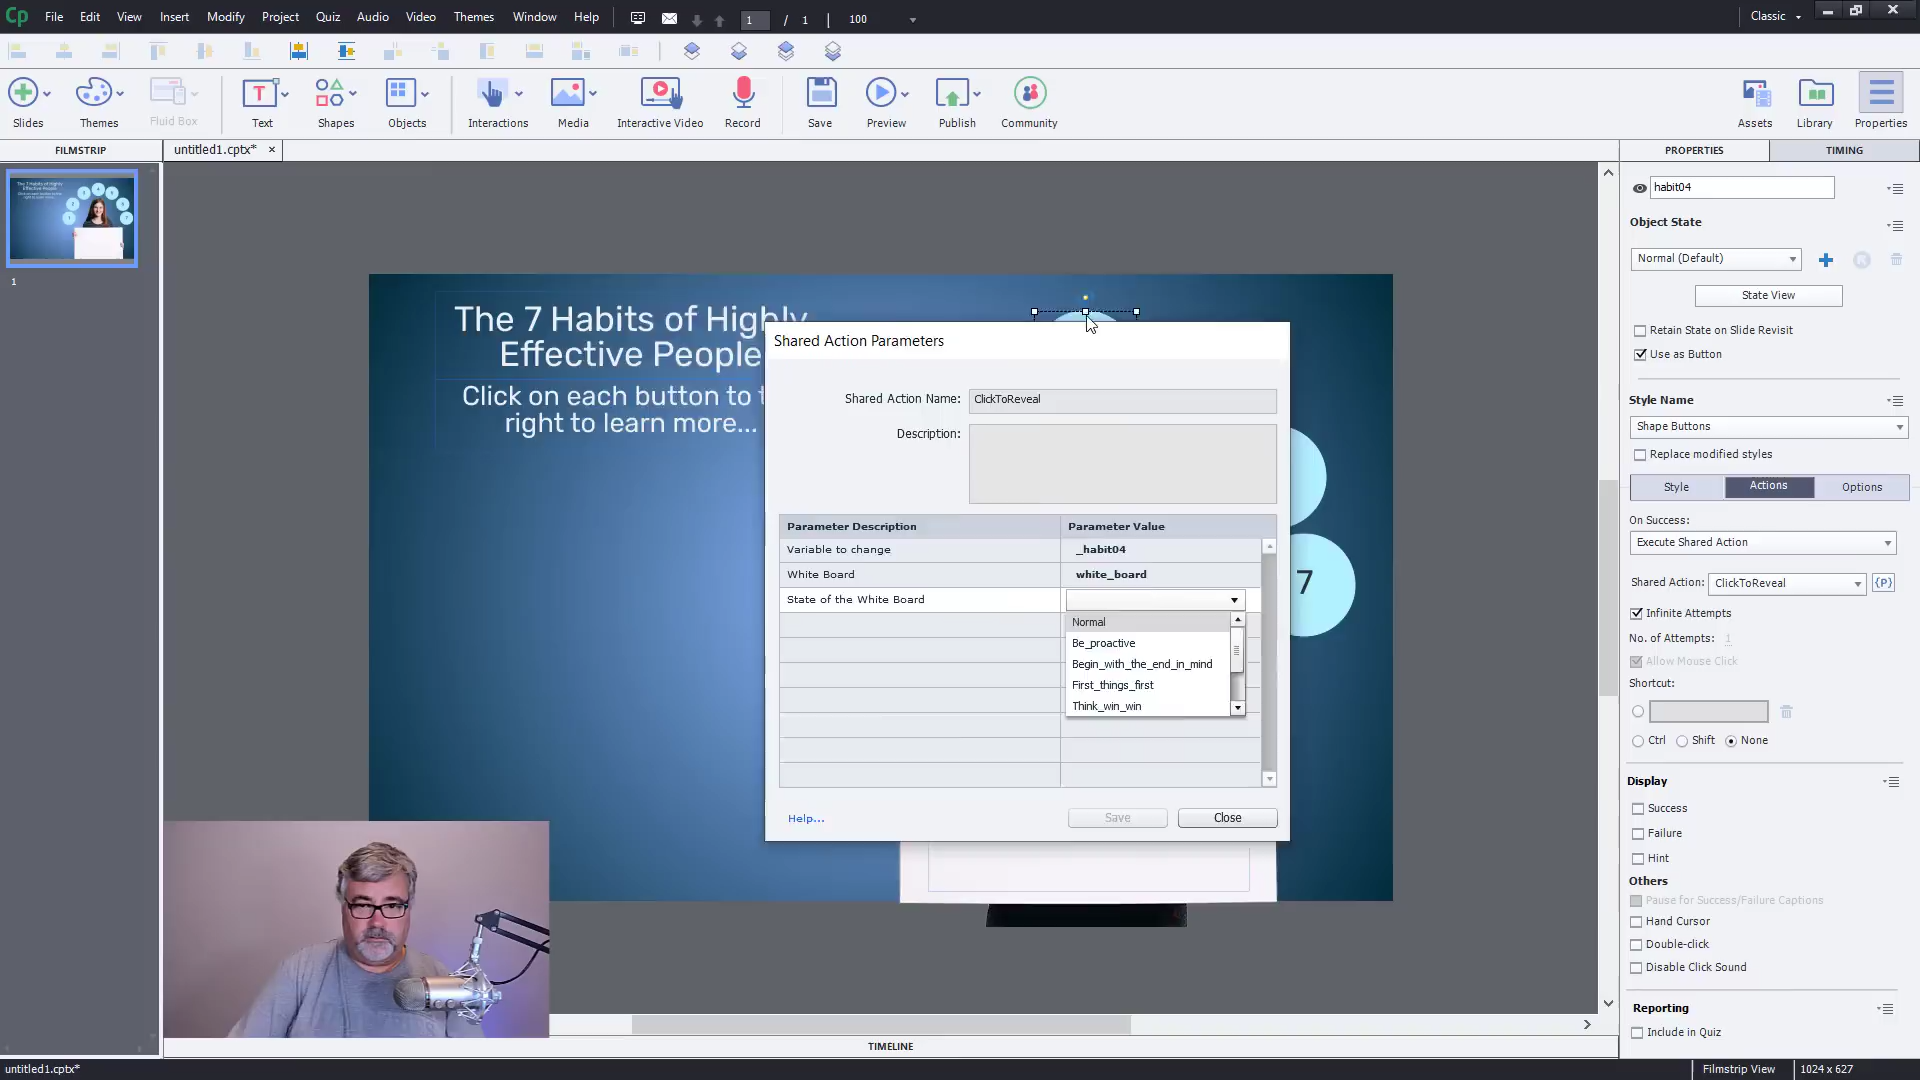 Cp File Edit View Insert Modify Project Quiz Audio Video Themes Window Help 1 / 1 100 Classic
Slides Themes Fluid Box Text Shapes Objects Interactions Media Interactive Video Record Save Preview Publish Community Assets Library Properties
FILMSTRIP
untitled1.cptx* ×
PROPERTIES TIMING
1
The 7 Habits of Highly
Effective People
Click on each button to
right to learn more...
7
Shared Action Parameters
Shared Action Name: ClickToReveal
Description:
Parameter Description Parameter Value
Variable to change _habit04
White Board white_board
State of the White Board
Normal
Be_proactive
Begin_with_the_end_in_mind
First_things_first
Think_win_win
Help... Save Close
habit04
Object State
Normal (Default)
State View
Retain State on Slide Revisit
Use as Button
Style Name
Shape Buttons
Replace modified styles
Style Actions Options
On Success:
Execute Shared Action
Shared Action: ClickToReveal {P}
Infinite Attempts
No. of Attempts: 1
Allow Mouse Click
Shortcut:
Ctrl Shift None
Display
Success
Failure
Hint
Others
Pause for Success/Failure Captions
Hand Cursor
Double-click
Disable Click Sound
Reporting
Include in Quiz
TIMELINE
untitled1.cptx* Filmstrip View 1024 x 627